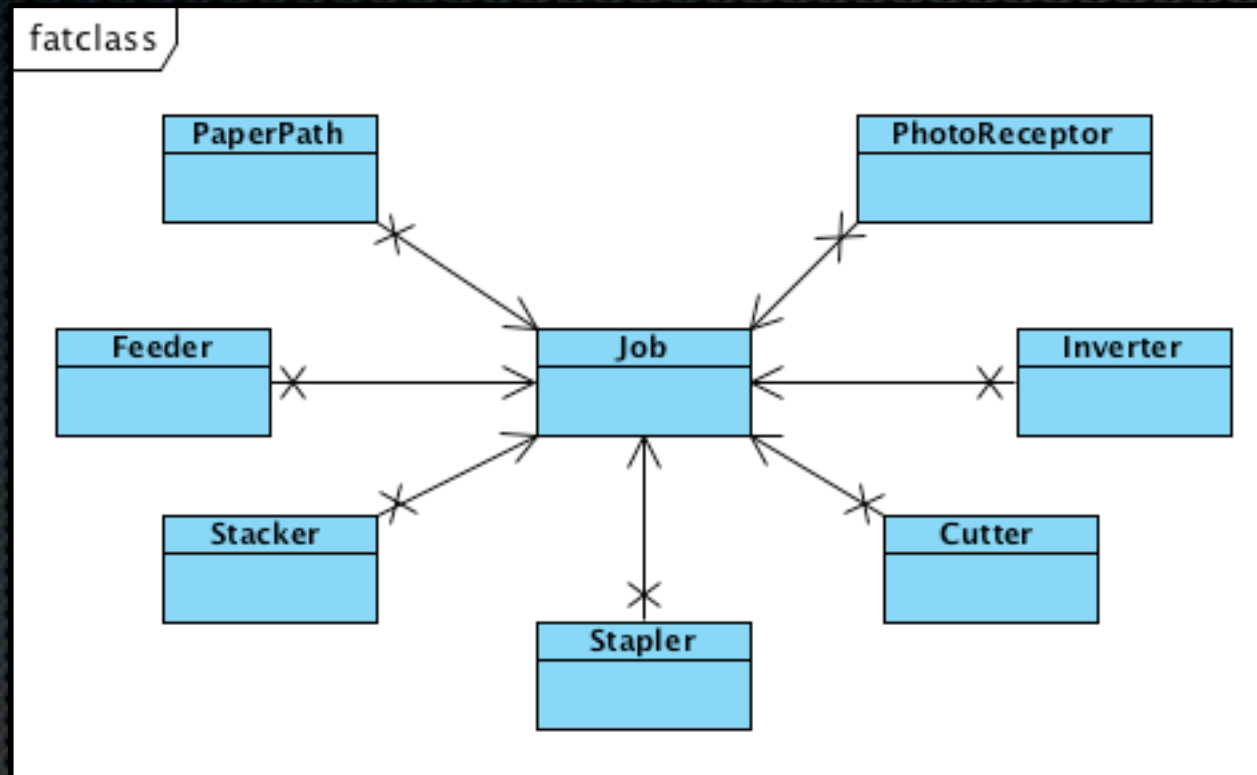 fatclass
PaperPath
PhotoReceptor
Feeder
Job
Inverter
Stacker
Cutter
Stapler